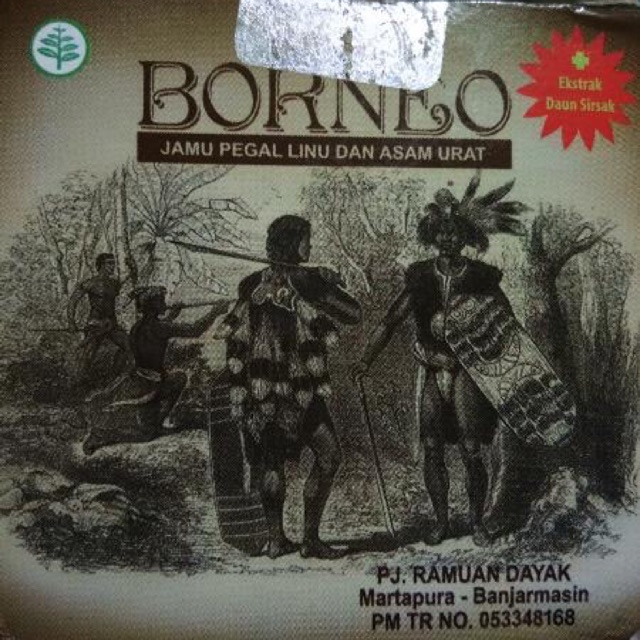 BORNEO
JAMU PEGAL LINU DAN ASAM URAT
Ekstrak
Daun Sirsak
PJ. RAMUAN DAYAK
Martapura - Banjarmasin
PM TR NO. 053348168